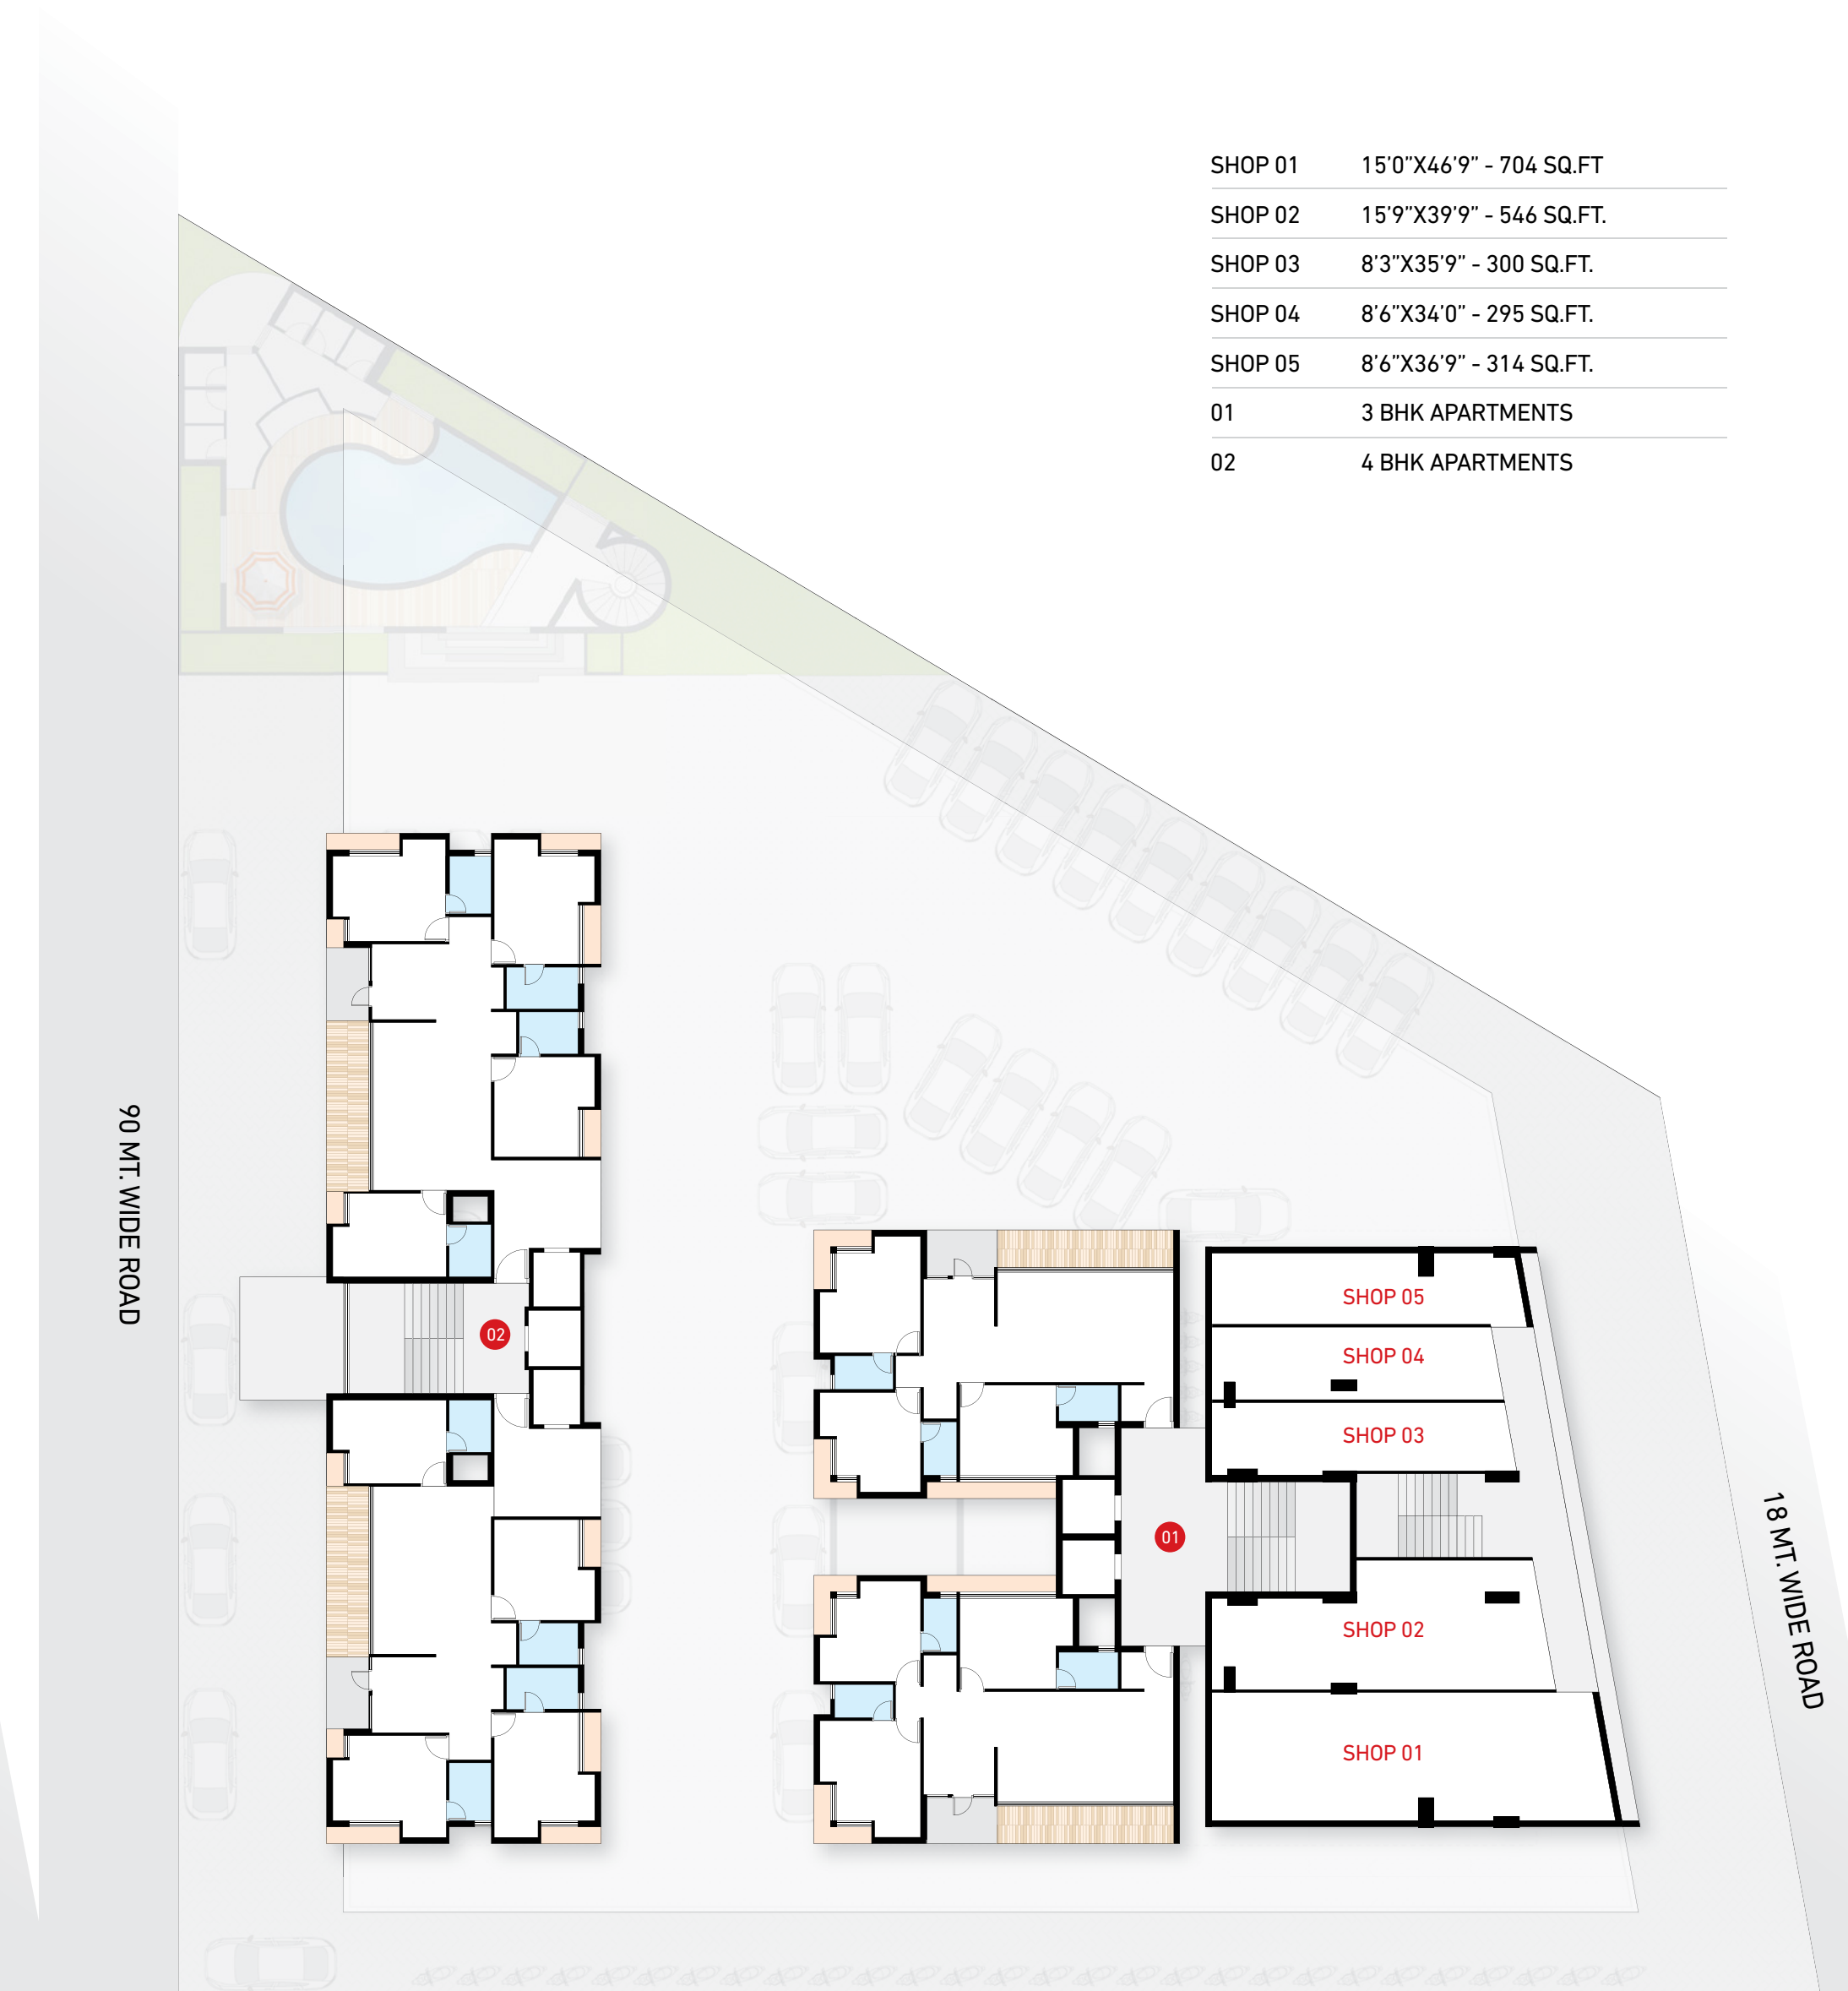 SHOP 01 15’0”X46’9” - 704 SQ.FT
SHOP 02 15’9”X39’9” - 546 SQ.FT.
SHOP 03 8’3”X35’9” - 300 SQ.FT.
SHOP 04 8’6”X34’0” - 295 SQ.FT.
SHOP 05 8’6”X36’9” - 314 SQ.FT.
01 3 BHK APARTMENTS
02 4 BHK APARTMENTS
90 MT. WIDE ROAD
02
SHOP 05
SHOP 04
SHOP 03
01
SHOP 02
SHOP 01
18 MT. WIDE ROAD